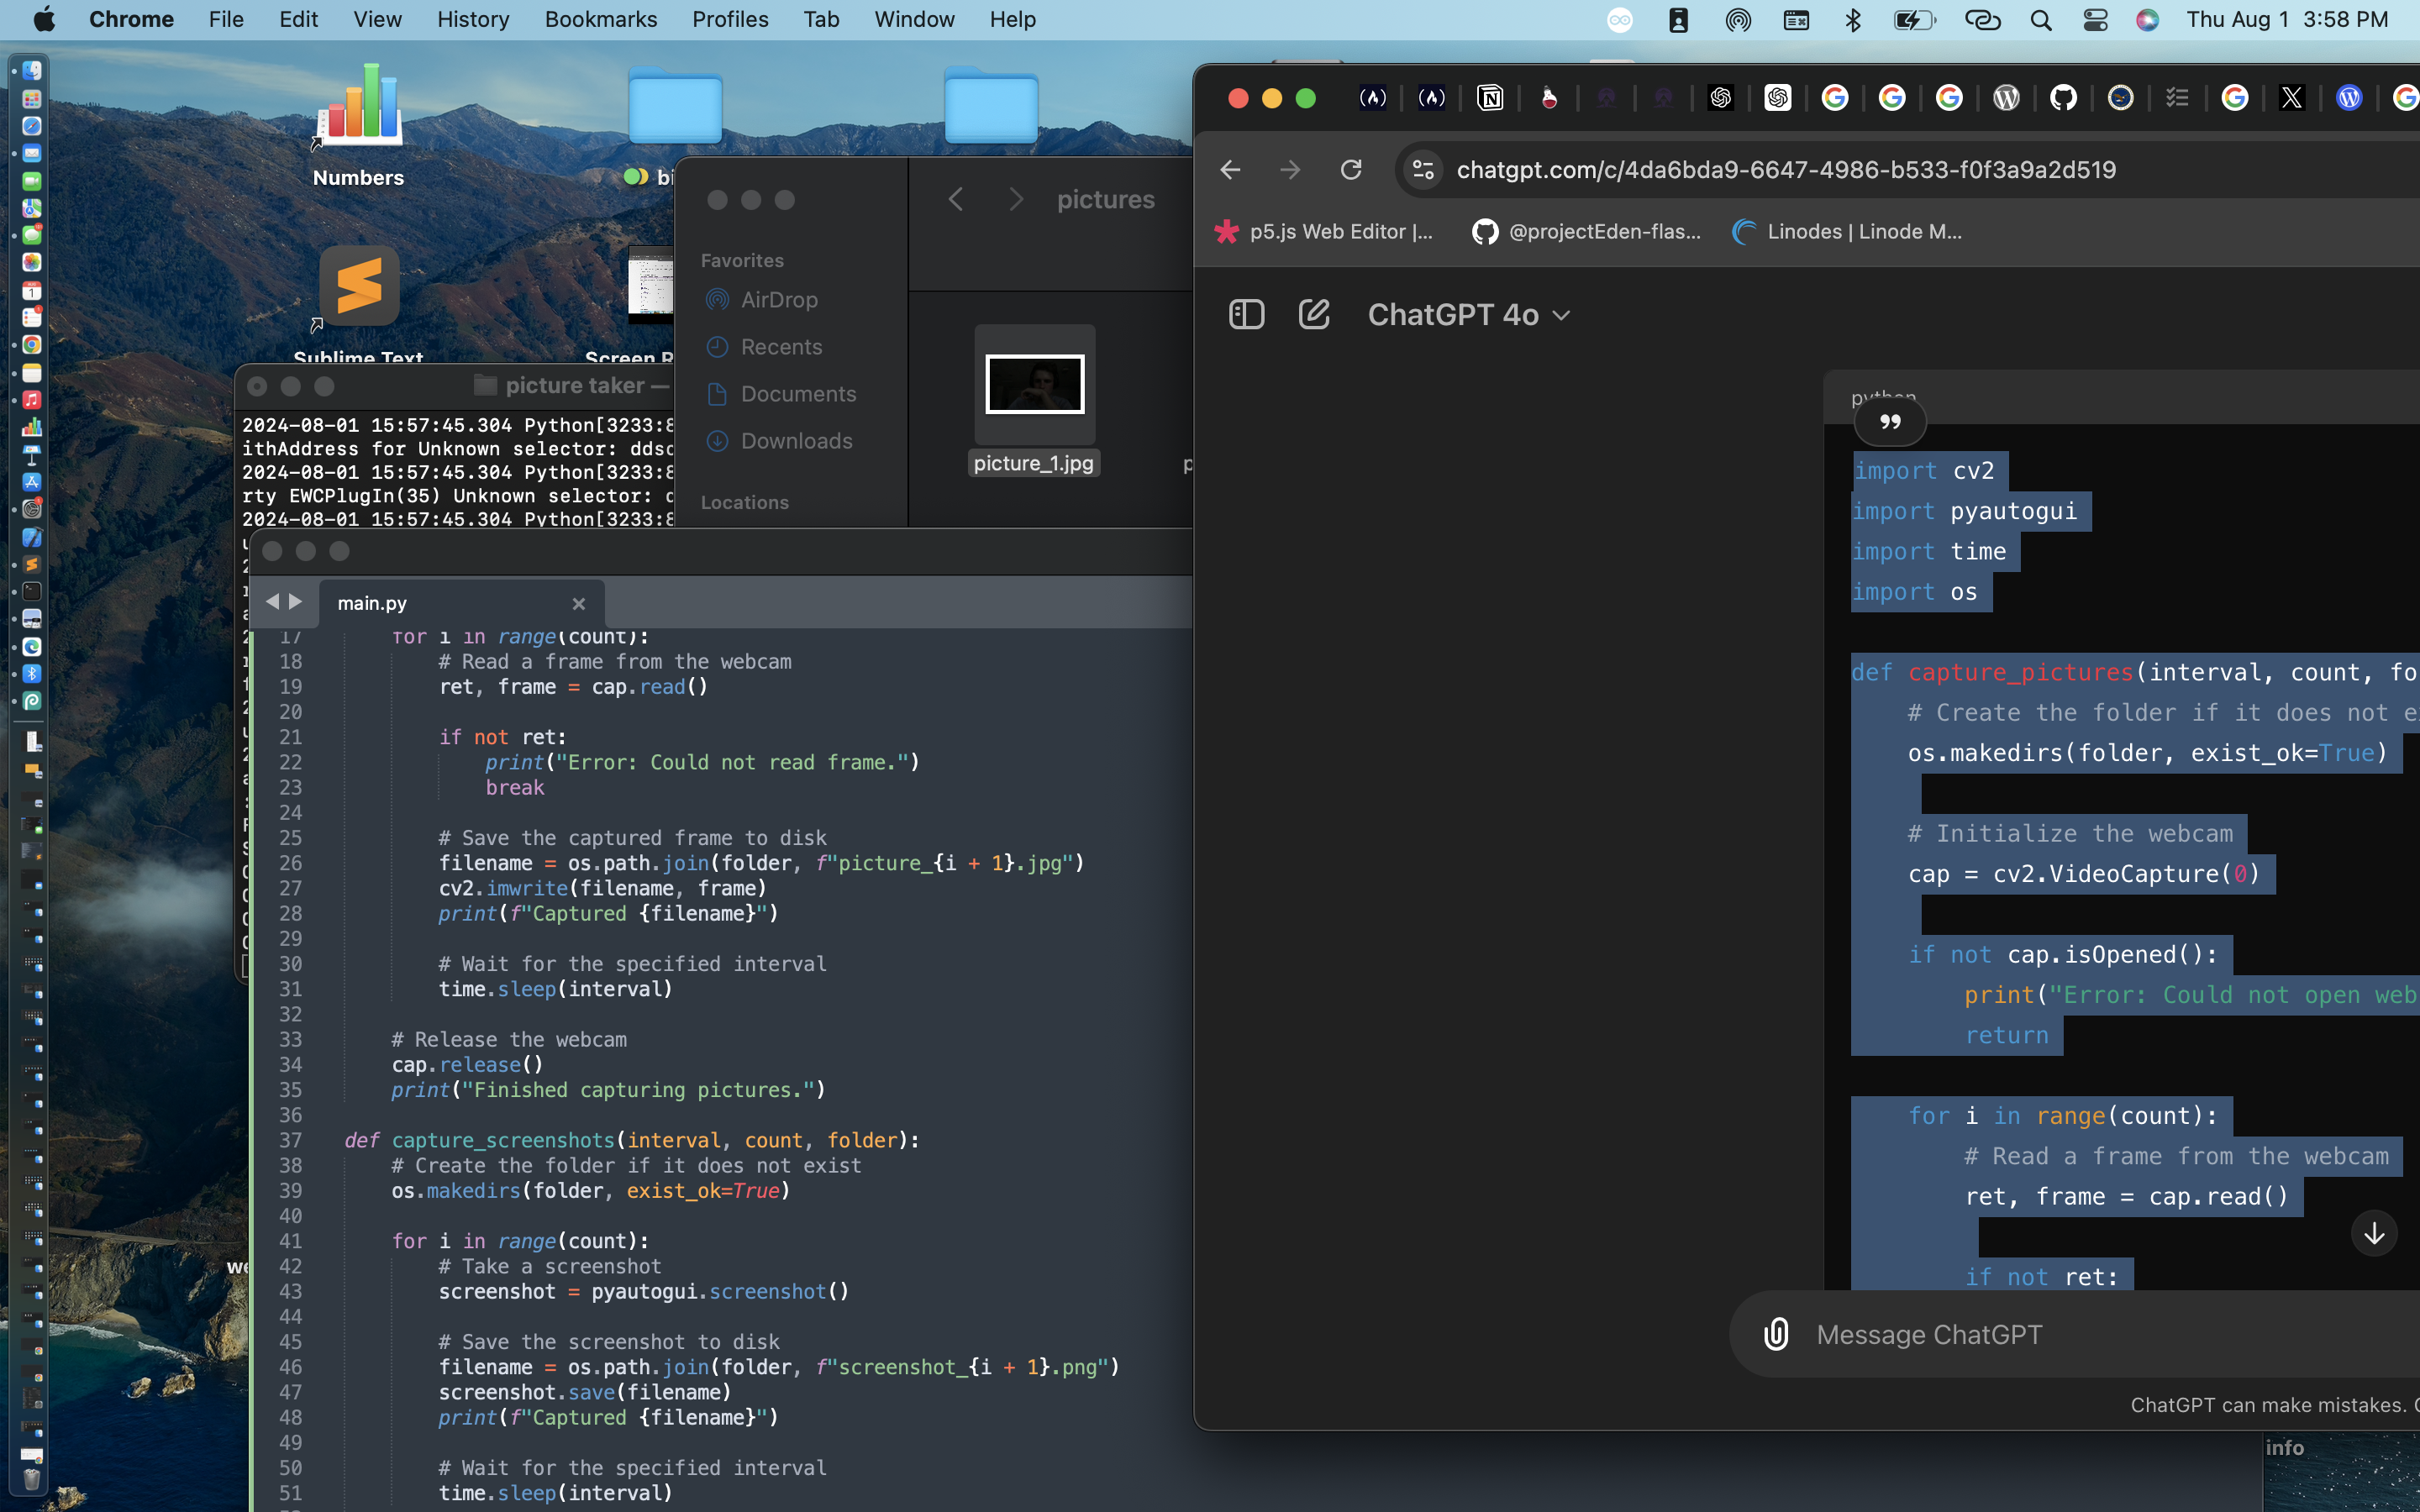 Chrome File Edit View History Bookmarks Profiles Tab Window Help
Thu Aug 1 3:58 PM
Numbers
Sublime Text
Screen R
pictures
Favorites
AirDrop
Recents
Documents
Downloads
Locations
picture_1.jpg
picture taker —
2024-08-01 15:57:45.304 Python[3233:8
ithAddress for Unknown selector: ddsc
2024-08-01 15:57:45.304 Python[3233:8
rty EWCPlugIn(35) Unknown selector: c
2024-08-01 15:57:45.304 Python[3233:8
main.py
17 for i in range(count):
18 # Read a frame from the webcam
19 ret, frame = cap.read()
20
21 if not ret:
22 print("Error: Could not read frame.")
23 break
24
25 # Save the captured frame to disk
26 filename = os.path.join(folder, f"picture_{i + 1}.jpg")
27 cv2.imwrite(filename, frame)
28 print(f"Captured {filename}")
29
30 # Wait for the specified interval
31 time.sleep(interval)
32
33 # Release the webcam
34 cap.release()
35 print("Finished capturing pictures.")
36
37 def capture_screenshots(interval, count, folder):
38 # Create the folder if it does not exist
39 os.makedirs(folder, exist_ok=True)
40
41 for i in range(count):
42 # Take a screenshot
43 screenshot = pyautogui.screenshot()
44
45 # Save the screenshot to disk
46 filename = os.path.join(folder, f"screenshot_{i + 1}.png")
47 screenshot.save(filename)
48 print(f"Captured {filename}")
49
50 # Wait for the specified interval
51 time.sleep(interval)
chatgpt.com/c/4da6bda9-6647-4986-b533-f0f3a9a2d519
p5.js Web Editor |... @projectEden-flas... Linodes | Linode M...
ChatGPT 4o
python
import cv2
import pyautogui
import time
import os
def capture_pictures(interval, count, fo
# Create the folder if it does not e
os.makedirs(folder, exist_ok=True)
# Initialize the webcam
cap = cv2.VideoCapture(0)
if not cap.isOpened():
print("Error: Could not open web
return
for i in range(count):
# Read a frame from the webcam
ret, frame = cap.read()
if not ret:
Message ChatGPT
ChatGPT can make mistakes.
info